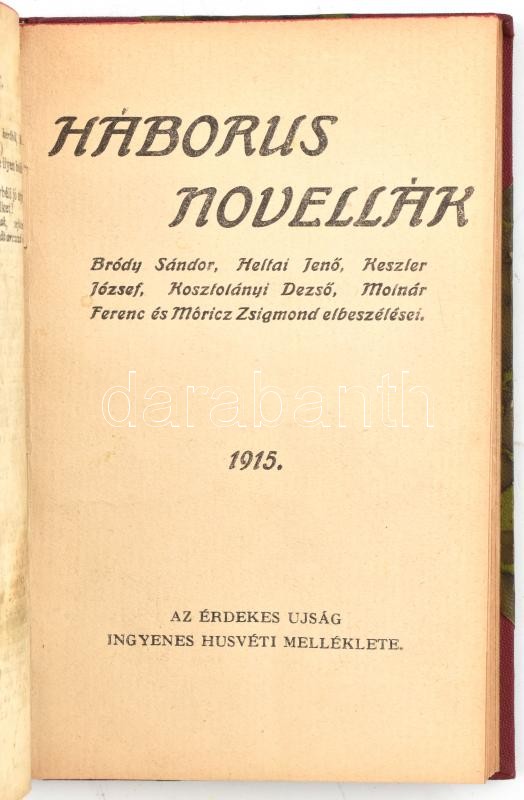 HÁBORUS
NOVELLÁK
Bródy Sándor, Heltai Jenő, Keszler
József, Kosztolányi Dezső, Molnár
Ferenc és Móricz Zsigmond elbeszélései.
darabanth
1915.
AZ ÉRDEKES UJSÁG
INGYENES HUSVÉTI MELLÉKLETE.